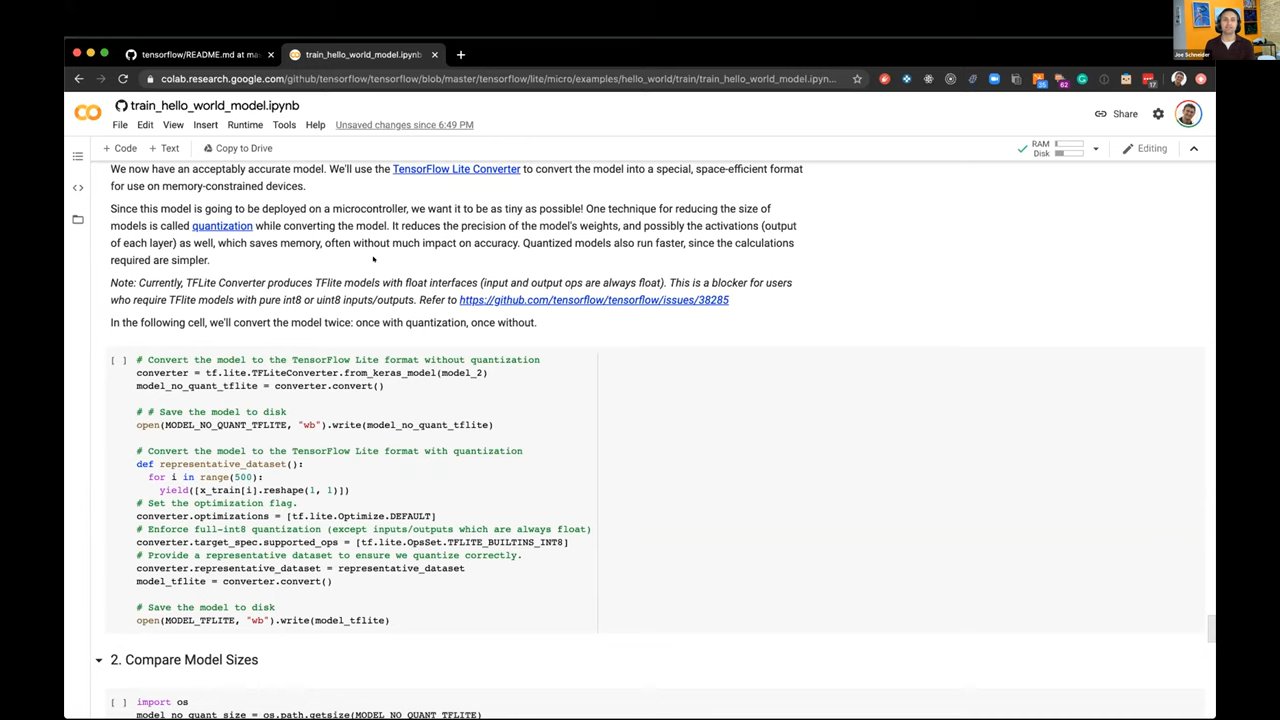 Joe Schneider
tensorflow/README.md at ma
train_hello_world_model.ipynb
colab.research.google.com/github/tensorflow/tensorflow/blob/master/tensorflow/lite/micro/examples/hello_world/train/train_hello_world_model.ipyn...
train_hello_world_model.ipynb
File Edit View Insert Runtime Tools Help Unsaved changes since 6:49 PM
Share
+ Code + Text Copy to Drive
RAM
Disk
Editing
We now have an acceptably accurate model. We'll use the TensorFlow Lite Converter to convert the model into a special, space-efficient format
for use on memory-constrained devices.
Since this model is going to be deployed on a microcontroller, we want it to be as tiny as possible! One technique for reducing the size of
models is called quantization while converting the model. It reduces the precision of the model's weights, and possibly the activations (output
of each layer) as well, which saves memory, often without much impact on accuracy. Quantized models also run faster, since the calculations
required are simpler.
Note: Currently, TFLite Converter produces TFlite models with float interfaces (input and output ops are always float). This is a blocker for users
who require TFlite models with pure int8 or uint8 inputs/outputs. Refer to https://github.com/tensorflow/tensorflow/issues/38285
In the following cell, we'll convert the model twice: once with quantization, once without.
[ ] # Convert the model to the TensorFlow Lite format without quantization
converter = tf.lite.TFLiteConverter.from_keras_model(model_2)
model_no_quant_tflite = converter.convert()
# # Save the model to disk
open(MODEL_NO_QUANT_TFLITE, "wb").write(model_no_quant_tflite)
# Convert the model to the TensorFlow Lite format with quantization
def representative_dataset():
for i in range(500):
yield([x_train[i].reshape(1, 1)])
# Set the optimization flag.
converter.optimizations = [tf.lite.Optimize.DEFAULT]
# Enforce full-int8 quantization (except inputs/outputs which are always float)
converter.target_spec.supported_ops = [tf.lite.OpsSet.TFLITE_BUILTINS_INT8]
# Provide a representative dataset to ensure we quantize correctly.
converter.representative_dataset = representative_dataset
model_tflite = converter.convert()
# Save the model to disk
open(MODEL_TFLITE, "wb").write(model_tflite)
2. Compare Model Sizes
[ ] import os
model_no_quant_size = os.path.getsize(MODEL_NO_QUANT_TFLITE)